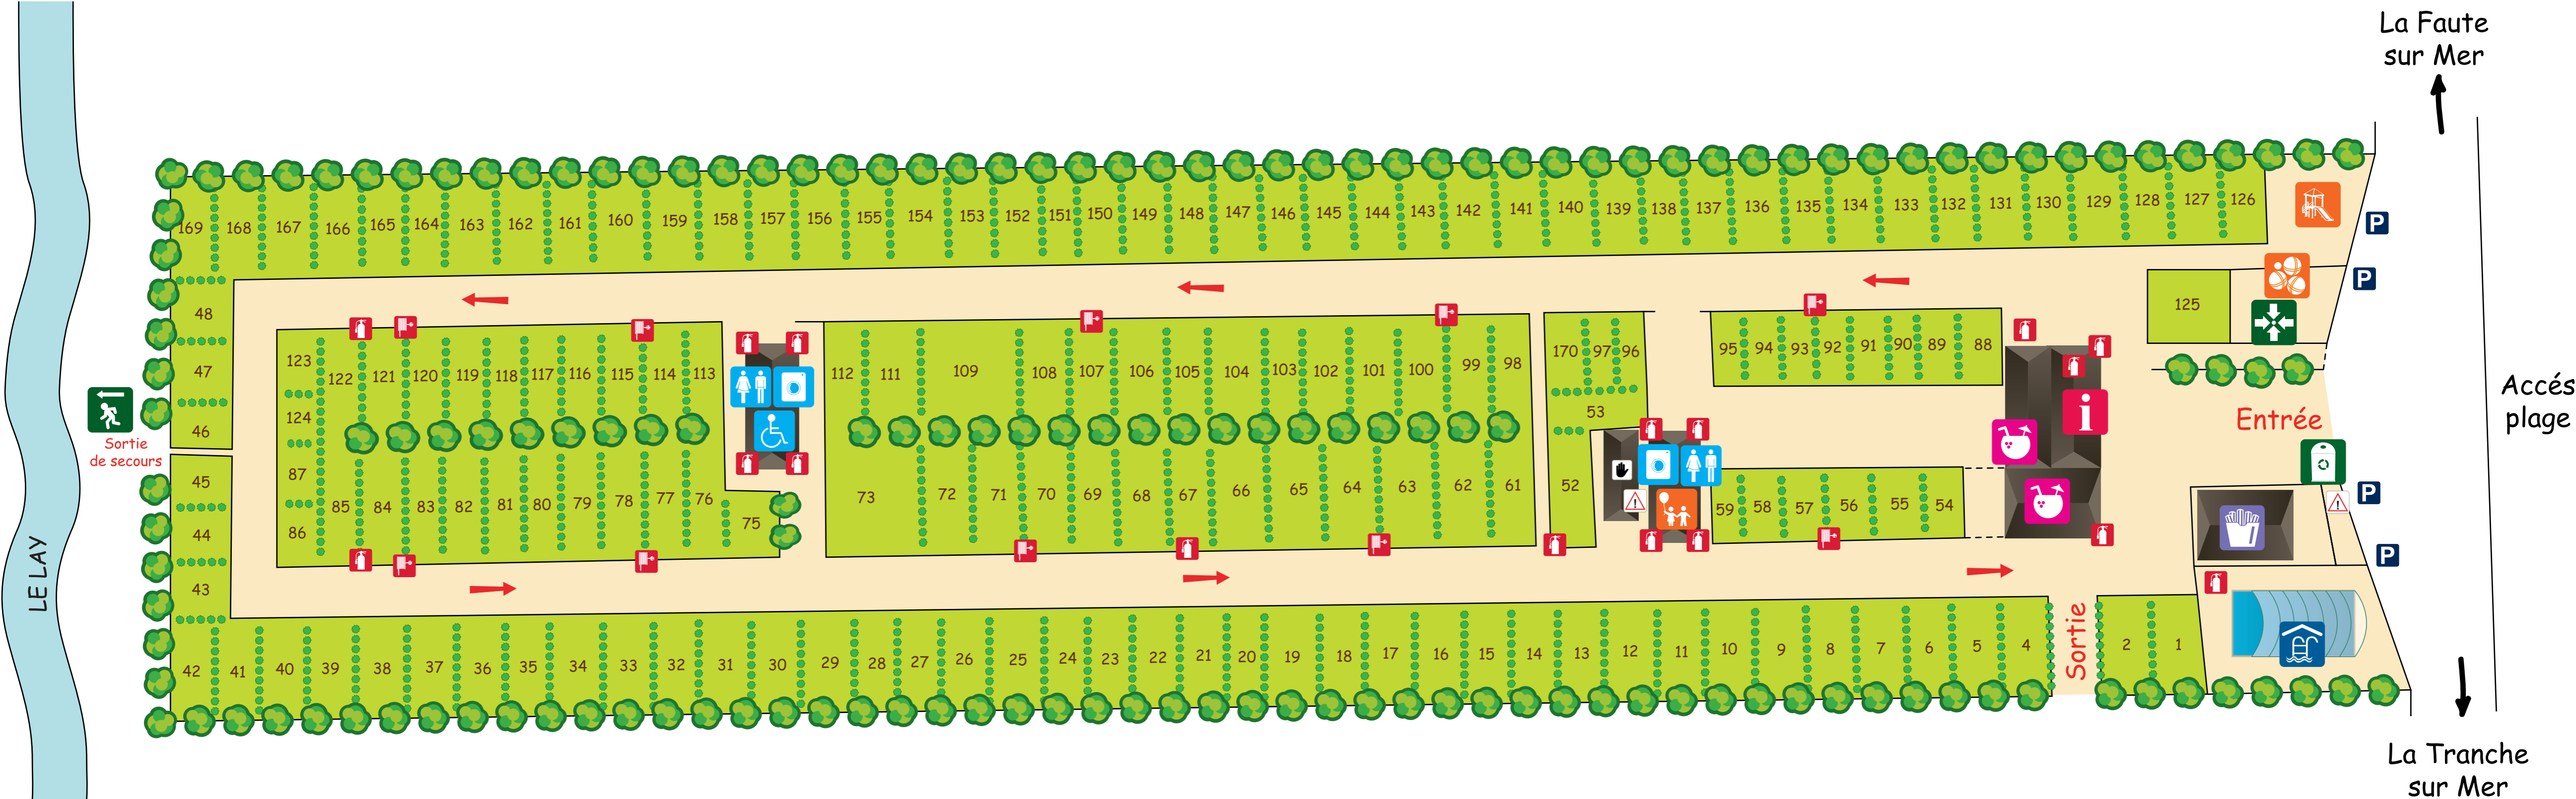 La Faute
sur Mer
169 168 167 166 165 164 163 162 161 160 159 158 157 156 155 154 153 152 151 150 149 148 147 146 145 144 143 142 141 140 139 138 137 136 135 134 133 132 131 130 129 128 127 126
P
P
48
125
47
123 122 121 120 119 118 117 116 115 114 113
112 111 109 108 107 106 105 104 103 102 101 100 99 98
170 97 96
95 94 93 92 91 90 89 88
Accés
plage
i
Entrée
124
53
46
Sortie
de secours
45
87
44
86 85 84 83 82 81 80 79 78 77 76
75
73 72 71 70 69 68 67 66 65 64 63 62 61
52
59 58 57 56 55 54
P
P
LE LAY
43
42 41 40 39 38 37 36 35 34 33 32 31 30 29 28 27 26 25 24 23 22 21 20 19 18 17 16 15 14 13 12 11 10 9 8 7 6 5 4
Sortie
2 1
La Tranche
sur Mer